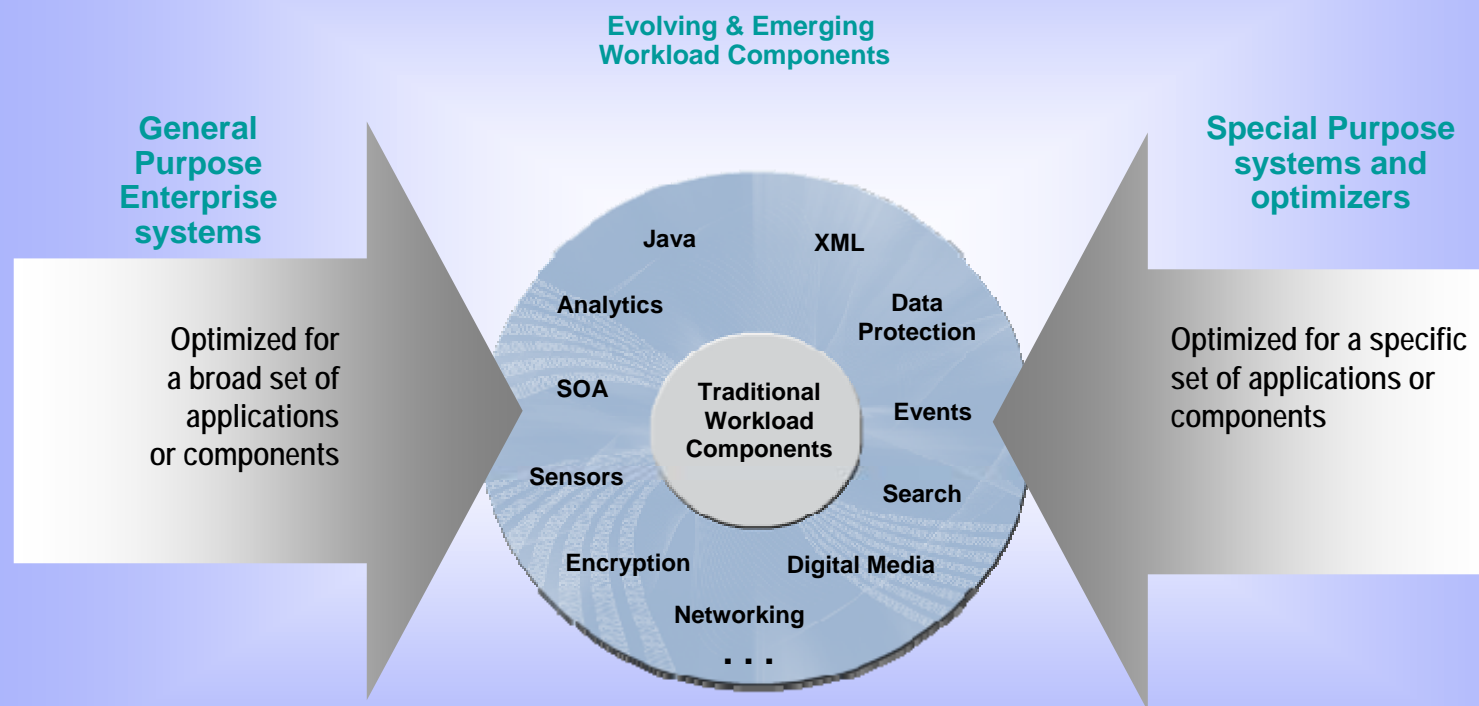 Evolving & Emerging
Workload Components
General
Purpose
Enterprise
systems
Optimized for
a broad set of
applications
or components
Java
XML
Analytics
Data
Protection
SOA
Traditional
Workload
Components
Events
Sensors
Search
Encryption
Digital Media
Networking
. . .
Special Purpose
systems and
optimizers
Optimized for a specific
set of applications or
components